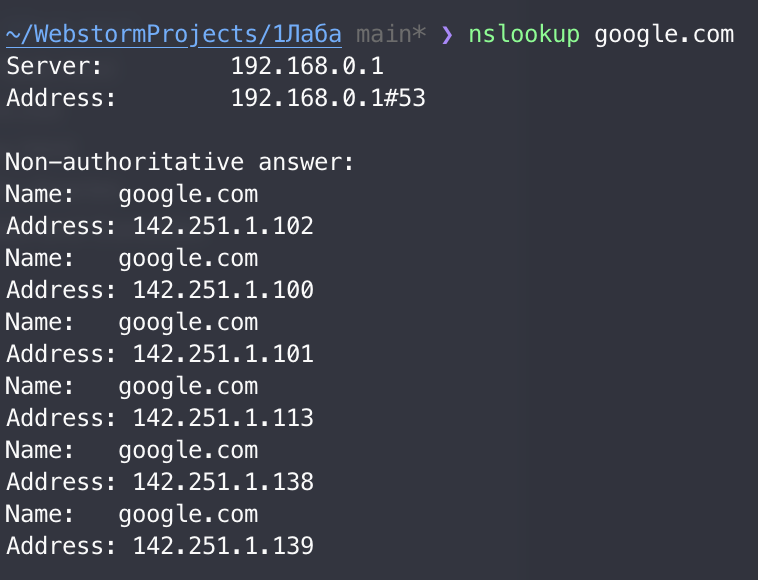 ~/WebstormProjects/1Лаба main* ❯ nslookup google.com
Server: 192.168.0.1
Address: 192.168.0.1#53
Non-authoritative answer:
Name: google.com
Address: 142.251.1.102
Name: google.com
Address: 142.251.1.100
Name: google.com
Address: 142.251.1.101
Name: google.com
Address: 142.251.1.113
Name: google.com
Address: 142.251.1.138
Name: google.com
Address: 142.251.1.139